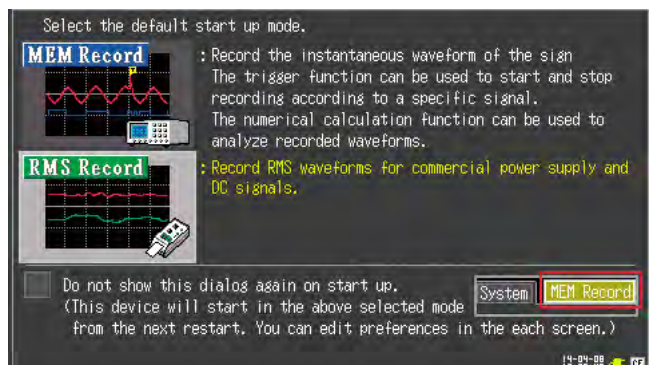 Select the default start up mode.
MEM Record
: Record the instantaneous waveform of the sign
The trigger function can be used to start and stop
recording according to a specific signal.
The numerical calculation function can be used to
analyze recorded waveforms.
RMS Record
: Record RMS waveforms for commercial power supply and
DC signals.
Do not show this dialog again on start up.
(This device will start in the above selected mode
from the next restart. You can edit preferences in the each screen.)
System
MEM Record
CF